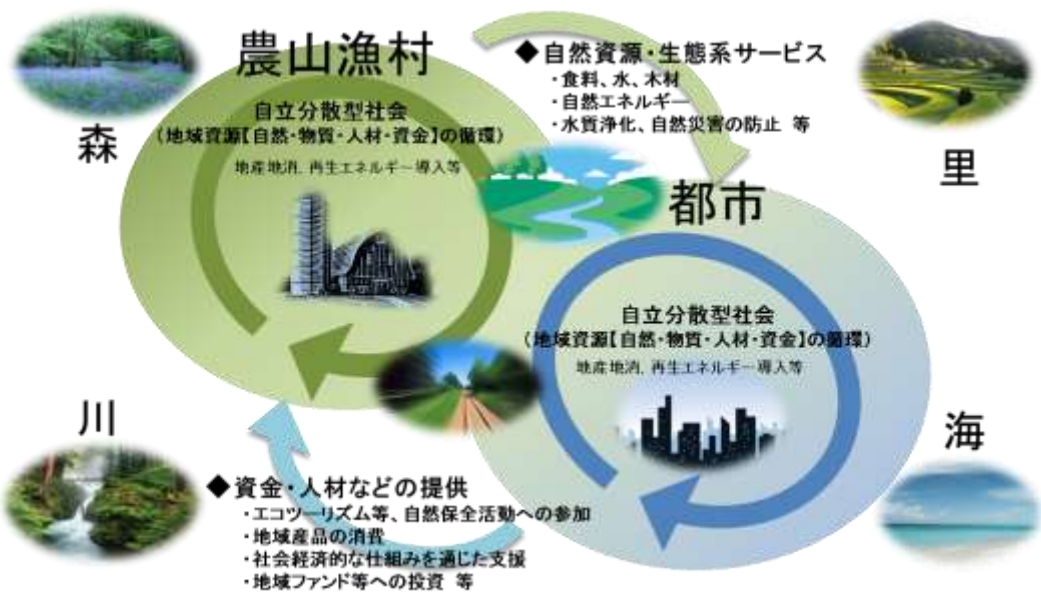 農山漁村
自立分散型社会
(地域資源【自然・物質・人材・資金】の循環)
地産地消、再生エネルギー導入等
◆自然資源・生態系サービス
・食料、水、木材
・自然エネルギー
・水質浄化、自然災害の防止 等
森
里
都市
自立分散型社会
(地域資源【自然・物質・人材・資金】の循環)
地産地消、再生エネルギー導入等
川
海
◆資金・人材などの提供
・エコツーリズム等、自然保全活動への参加
・地域産品の消費
・社会経済的な仕組みを通じた支援
・地域ファンド等への投資 等